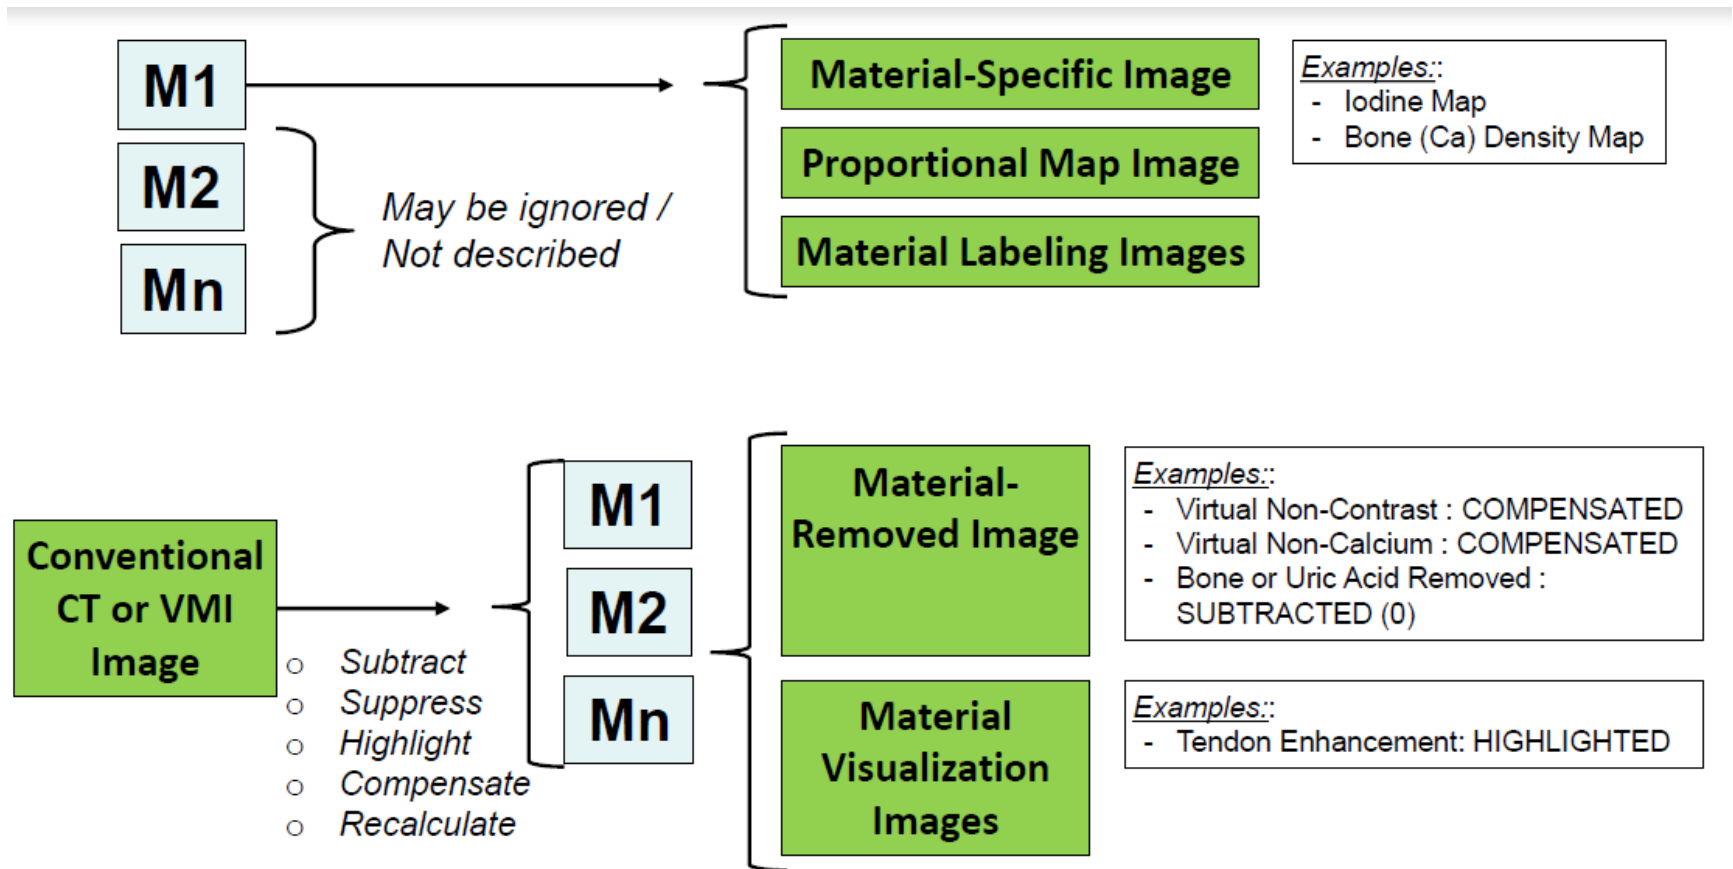 M1
M2
Mn
May be ignored /
Not described
Material-Specific Image
Proportional Map Image
Material Labeling Images
Examples::
- Iodine Map
- Bone (Ca) Density Map
Conventional
CT or VMI
Image
o Subtract
o Suppress
o Highlight
o Compensate
o Recalculate
M1
M2
Mn
Material-
Removed Image
Examples::
- Virtual Non-Contrast : COMPENSATED
- Virtual Non-Calcium : COMPENSATED
- Bone or Uric Acid Removed :
SUBTRACTED (0)
Material
Visualization
Images
Examples::
- Tendon Enhancement: HIGHLIGHTED